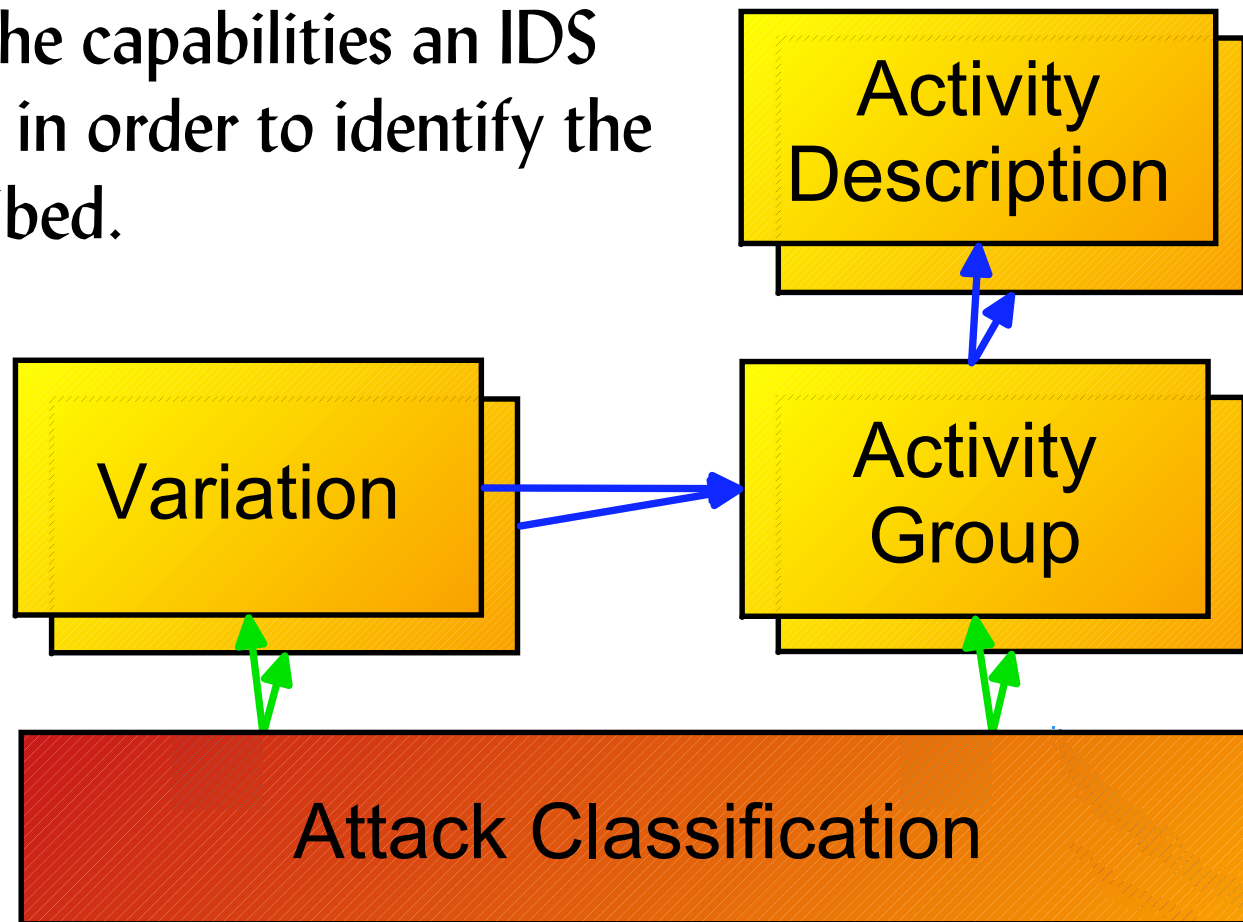 he capabilities an IDS
in order to identify the
bed.
Activity
Description
Variation
Activity
Group
Attack Classification